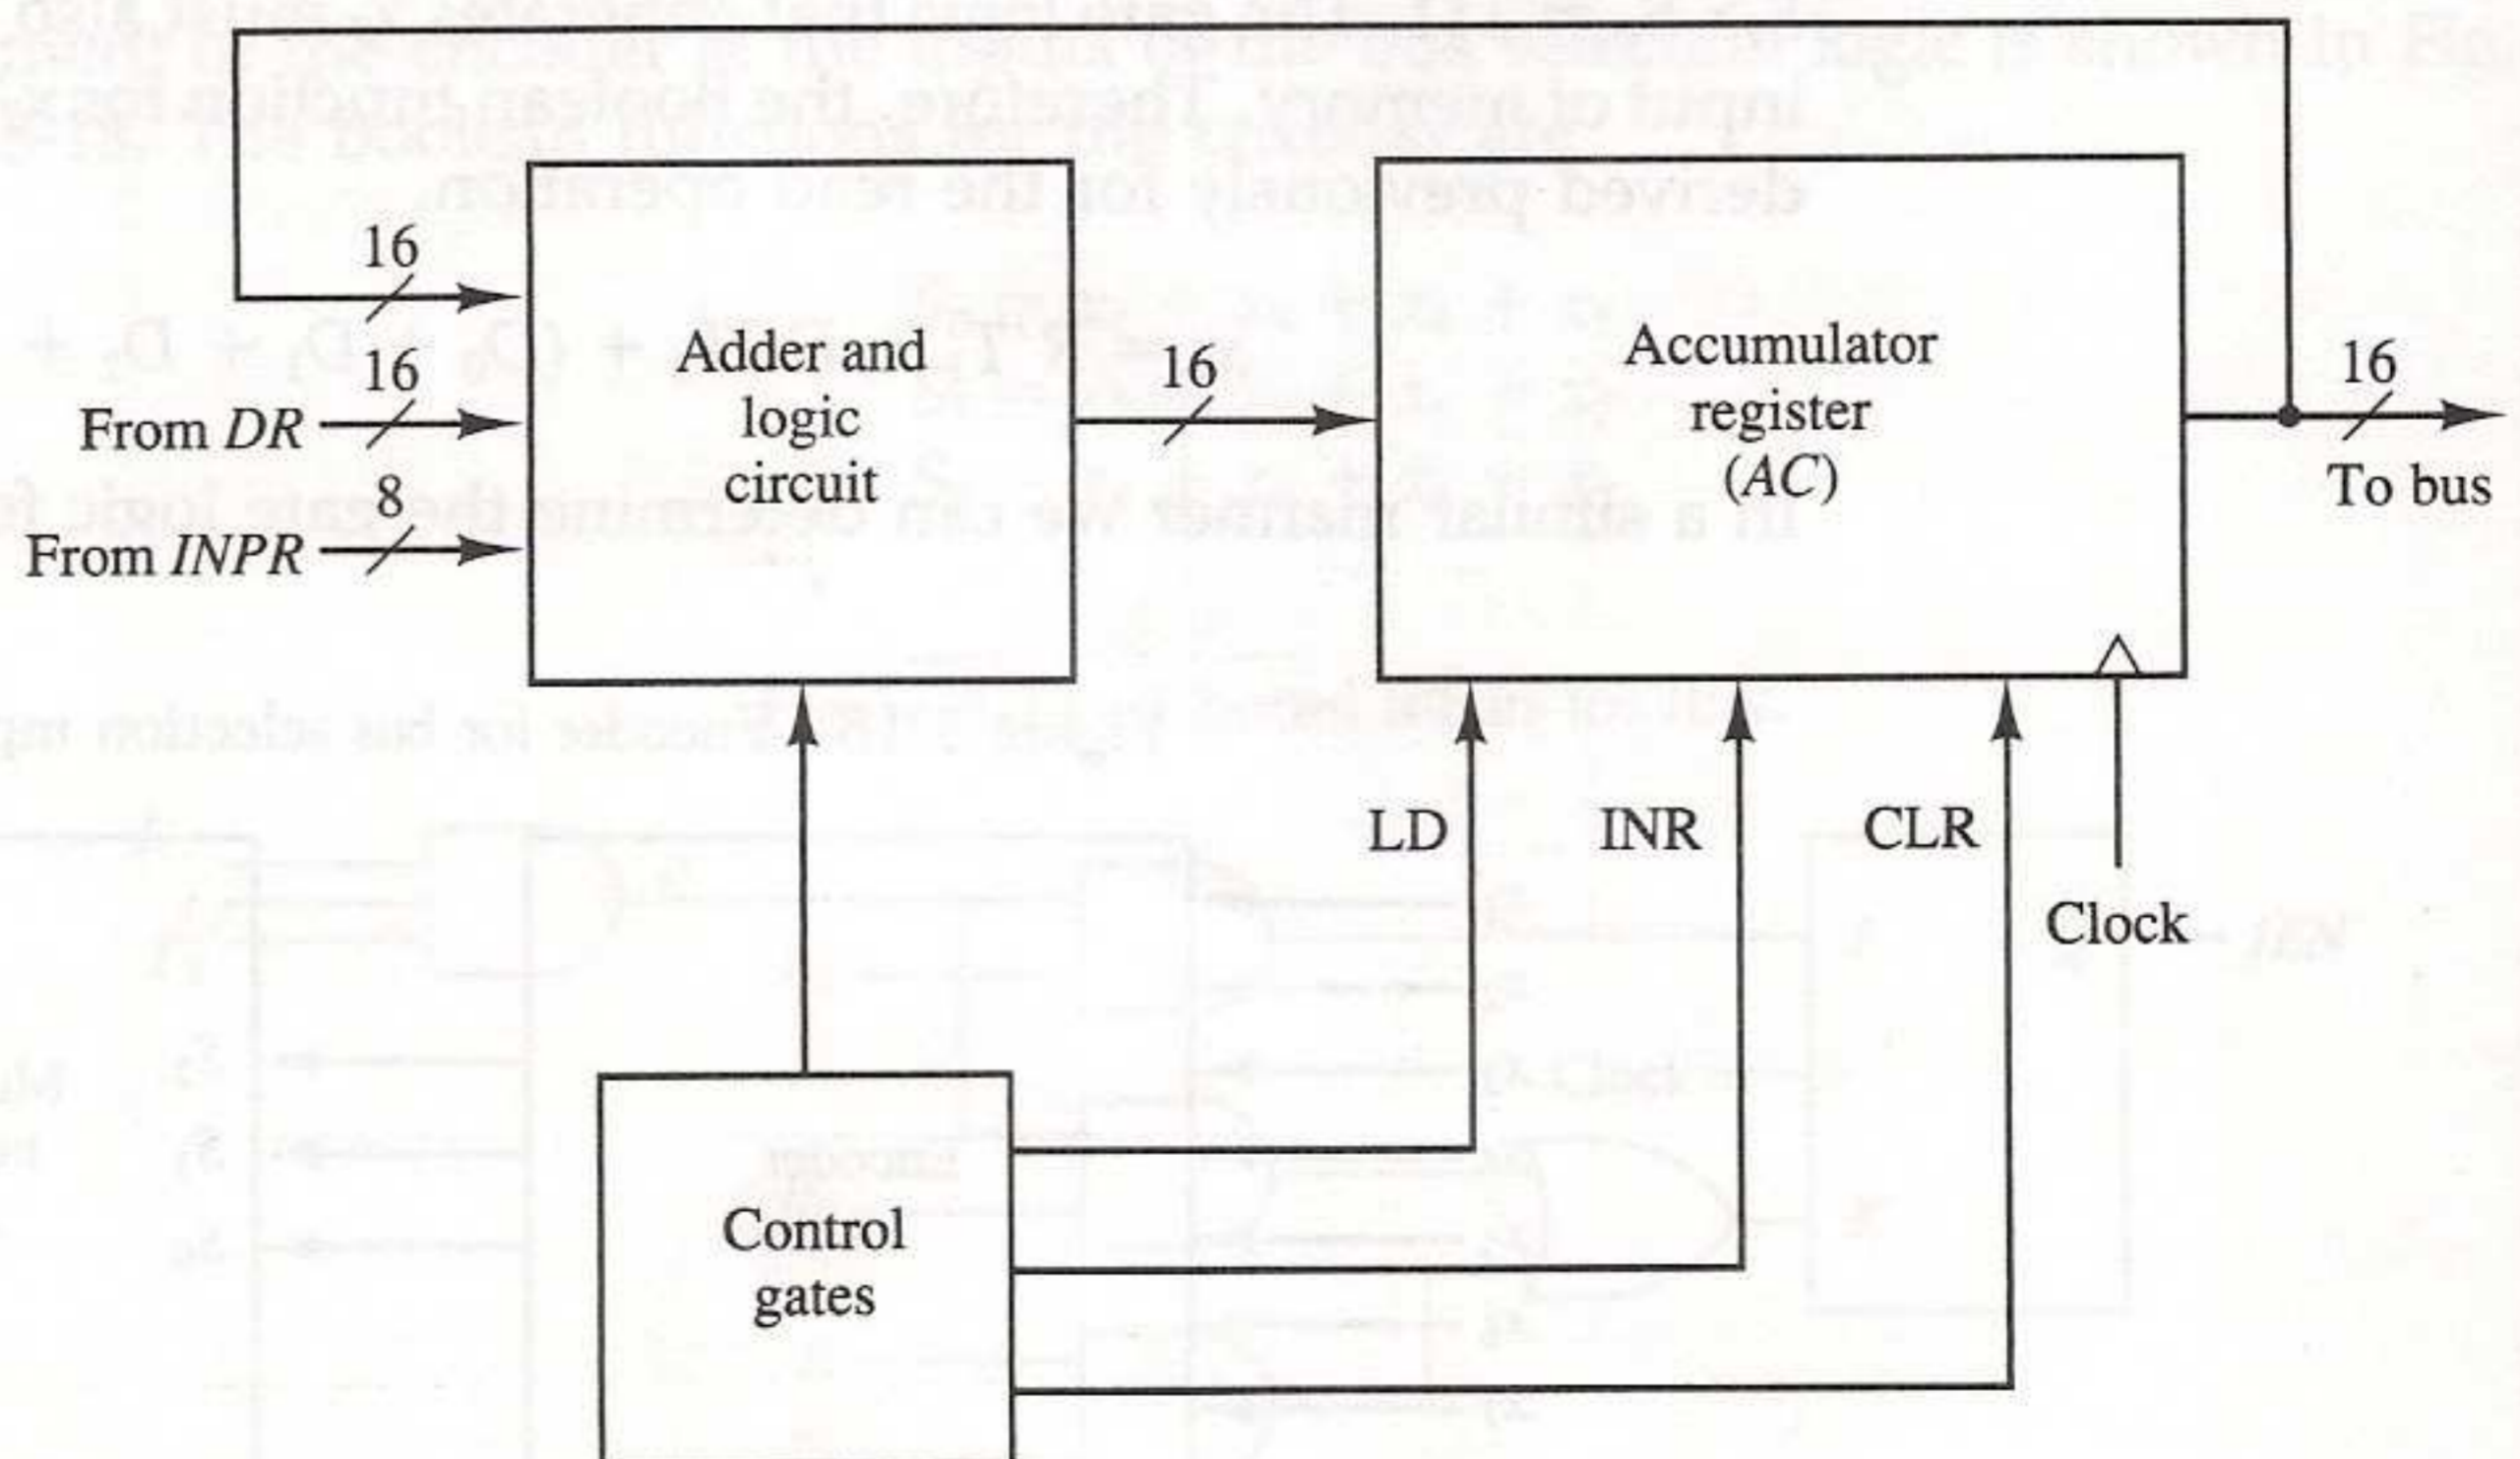 16
Adder and
logic
circuit
16
From DR
8
From INPR
16
Accumulator
register
(AC)
16
To bus
LD
INR
CLR
Clock
Control
gates